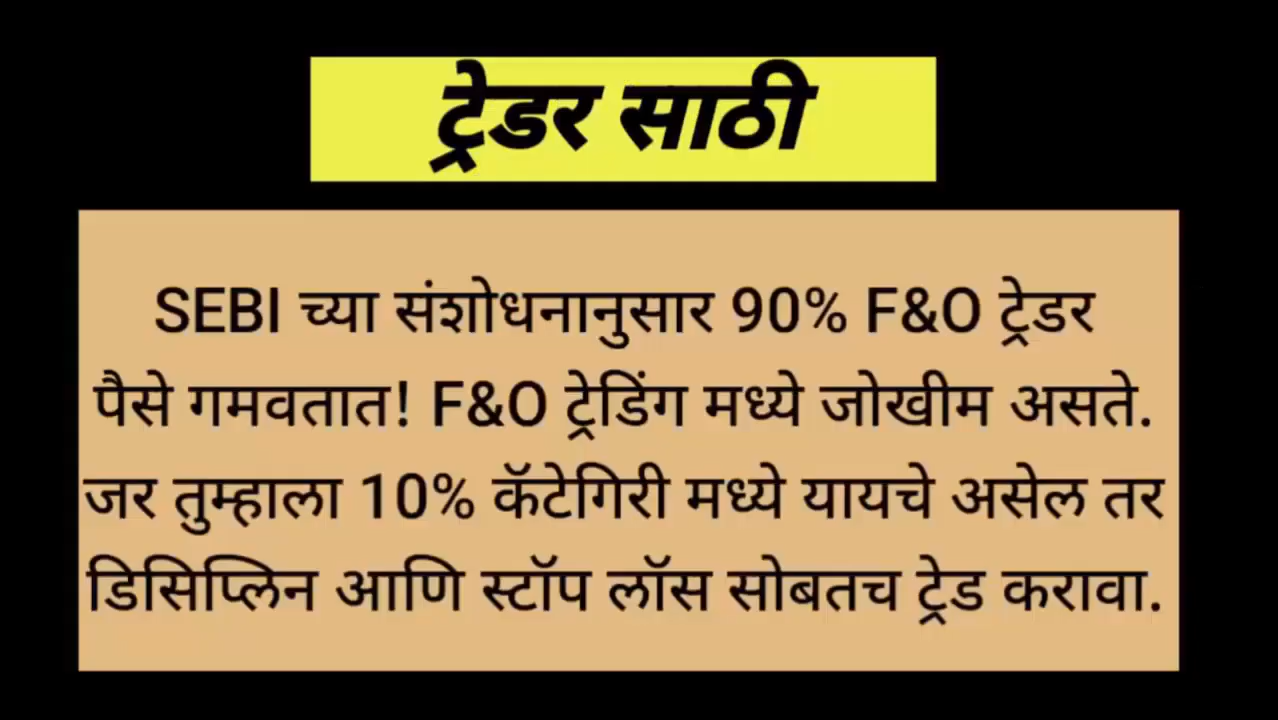 ट्रेडर साठी
SEBI च्या संशोधनानुसार 90% F&O ट्रेडर
पैसे गमवतात! F&O ट्रेडिंग मध्ये जोखीम असते.
जर तुम्हाला 10% कॅटेगिरी मध्ये यायचे असेल तर
डिसिप्लिन आणि स्टॉप लॉस सोबतच ट्रेड करावा.